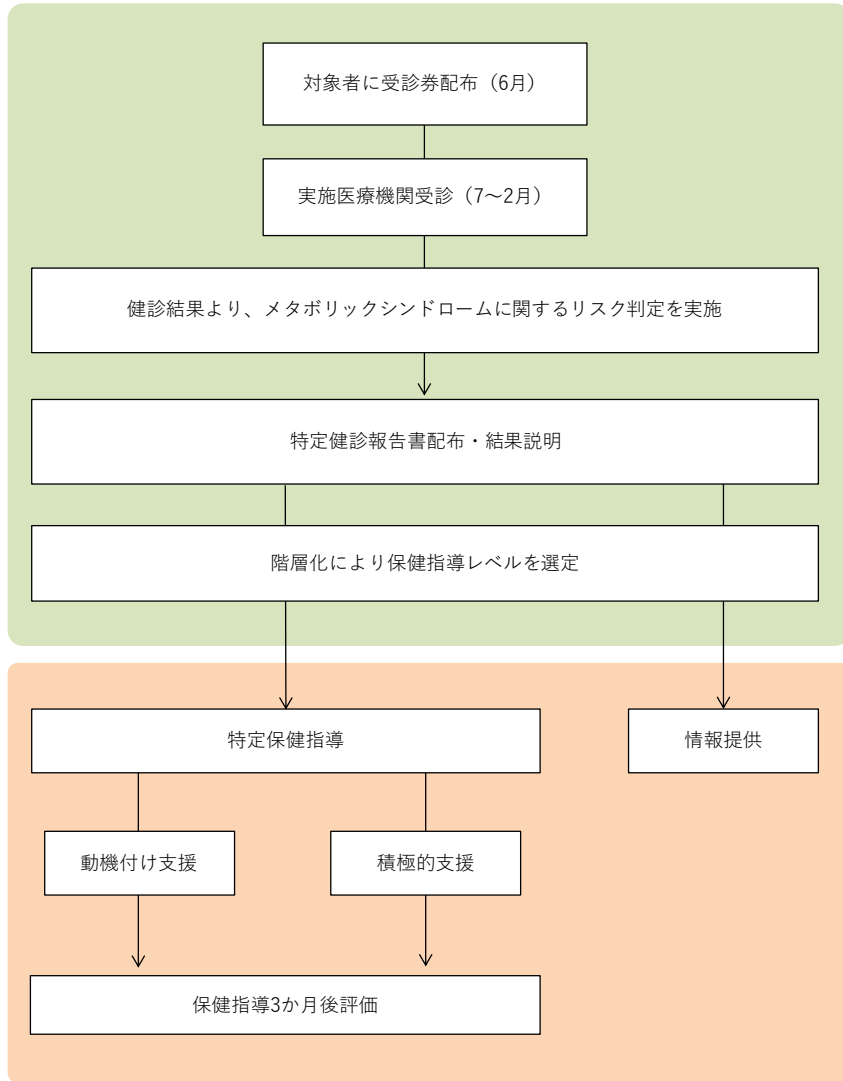 対象者に受診券配布（6月）
実施医療機関受診（7～2月）
健診結果より、メタボリックシンドロームに関するリスク判定を実施
特定健診報告書配布・結果説明
階層化により保健指導レベルを選定
特定保健指導
情報提供
動機付け支援
積極的支援
保健指導3か月後評価